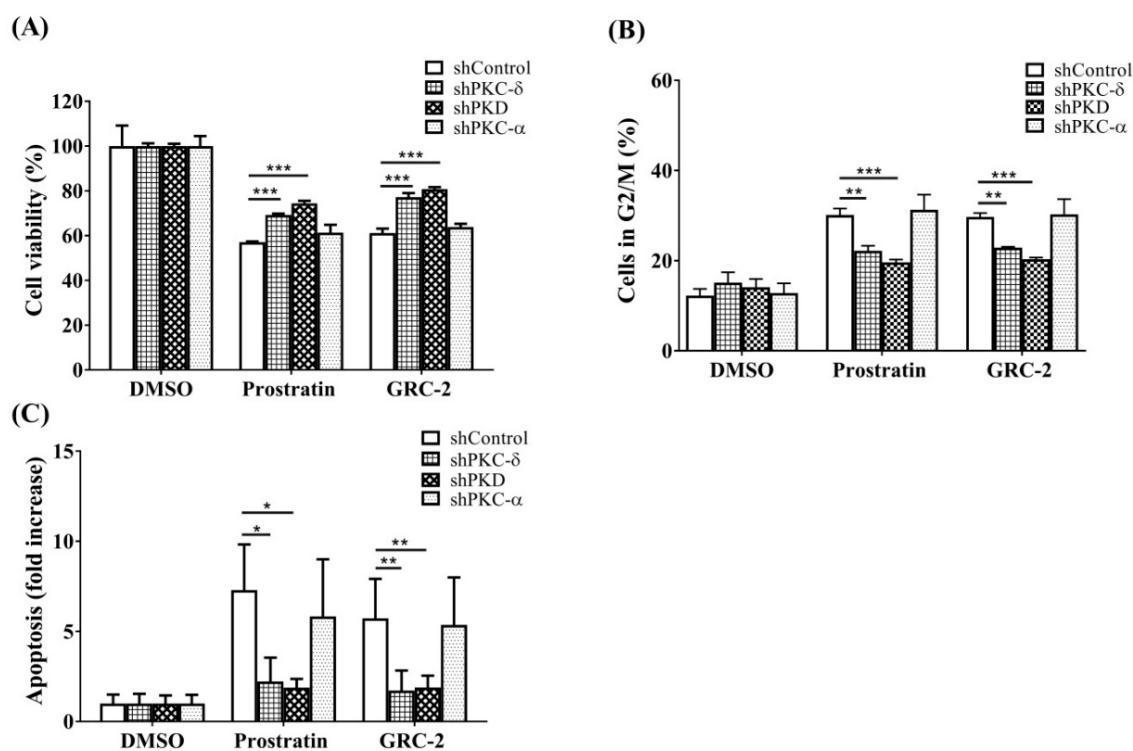 (A)
shControl
shPKC-δ
shPKD
shPKC-α
Cell viability (%)
120
100
80
60
40
20
0
*** *** *** ***
DMSO Prostratin GRC-2
(B)
shControl
shPKC-δ
shPKD
shPKC-α
Cells in G2/M (%)
60
40
20
0
*** ** *** **
DMSO Prostratin GRC-2
(C)
shControl
shPKC-δ
shPKD
shPKC-α
Apoptosis (fold increase)
15
10
5
0
* * ** **
DMSO Prostratin GRC-2